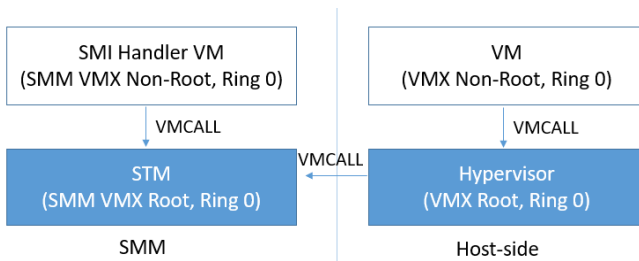 SMI Handler VM
(SMM VMX Non-Root, Ring 0)
VM
(VMX Non-Root, Ring 0)
VMCALL
VMCALL
STM
(SMM VMX Root, Ring 0)
VMCALL
Hypervisor
(VMX Root, Ring 0)
SMM
Host-side